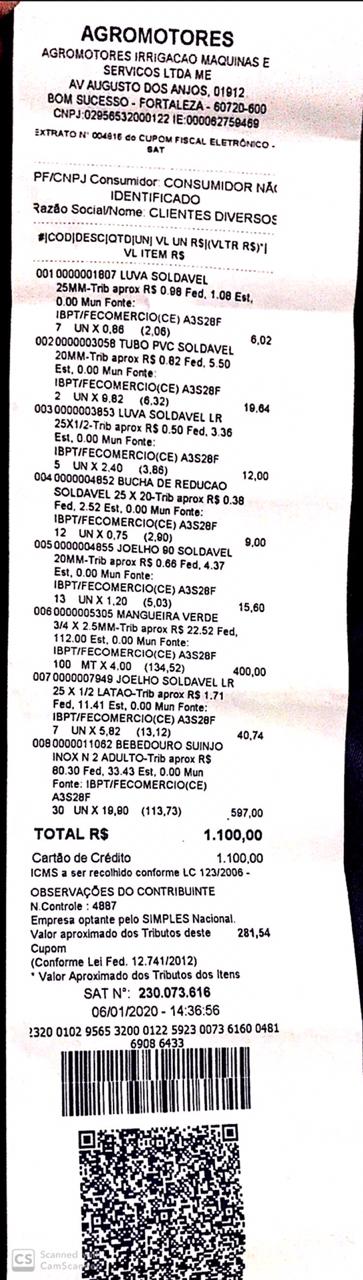 AGROMOTORES
AGROMOTORES IRRIGACAO MAQUINAS E
SERVICOS LTDA ME
AV AUGUSTO DOS ANJOS, 01912
BOM SUCESSO - FORTALEZA - 60720-600
CNPJ:02956532000122 IE:000062759469
EXTRATO N° 004616 do CUPOM FISCAL ELETRÔNICO -
SAT
PF/CNPJ Consumidor: CONSUMIDOR NÃO
IDENTIFICADO
Razão Social/Nome: CLIENTES DIVERSOS
#|COD|DESC|QTD|UN| VL UN R$|(VLTR R$)*|
VL ITEM R$
001 0000001807 LUVA SOLDAVEL
25MM-Trib aprox R$ 0.98 Fed, 1.08 Est,
0.00 Mun Fonte:
IBPT/FECOMERCIO(CE) A3S28F
7 UN X 0,86 (2,06) 6,02
002 0000003058 TUBO PVC SOLDAVEL
20MM-Trib aprox R$ 0.82 Fed, 5.50
Est, 0.00 Mun Fonte:
IBPT/FECOMERCIO(CE) A3S28F
2 UN X 9,82 (6,32) 19,64
003 0000003853 LUVA SOLDAVEL LR
25X1/2-Trib aprox R$ 0.50 Fed, 3.36
Est, 0.00 Mun Fonte:
IBPT/FECOMERCIO(CE) A3S28F
5 UN X 2,40 (3,86) 12,00
004 0000004852 BUCHA DE REDUCAO
SOLDAVEL 25 X 20-Trib aprox R$ 0.38
Fed, 2.52 Est, 0.00 Mun Fonte:
IBPT/FECOMERCIO(CE) A3S28F
12 UN X 0,75 (2,90) 9,00
005 0000004855 JOELHO 90 SOLDAVEL
20MM-Trib aprox R$ 0.66 Fed, 4.37
Est, 0.00 Mun Fonte:
IBPT/FECOMERCIO(CE) A3S28F
13 UN X 1,20 (5,03) 15,60
006 0000005305 MANGUEIRA VERDE
3/4 X 2.5MM-Trib aprox R$ 22.52 Fed,
112.00 Est, 0.00 Mun Fonte:
IBPT/FECOMERCIO(CE) A3S28F
100 MT X 4,00 (134,52) 400,00
007 0000007949 JOELHO SOLDAVEL LR
25 X 1/2 LATAO-Trib aprox R$ 1.71
Fed, 11.41 Est, 0.00 Mun Fonte:
IBPT/FECOMERCIO(CE) A3S28F
7 UN X 5,82 (13,12) 40,74
008 0000011062 BEBEDOURO SUINJO
INOX N 2 ADULTO-Trib aprox R$
80.30 Fed, 33.43 Est, 0.00 Mun
Fonte: IBPT/FECOMERCIO(CE)
A3S28F
30 UN X 19,90 (113,73) 597,00
TOTAL R$ 1.100,00
Cartão de Crédito 1.100,00
ICMS a ser recolhido conforme LC 123/2006 -
OBSERVAÇÕES DO CONTRIBUINTE
N.Controle : 4887
Empresa optante pelo SIMPLES Nacional.
Valor aproximado dos Tributos deste 281,54
Cupom
(Conforme Lei Fed. 12.741/2012)
* Valor Aproximado dos Tributos dos Itens
SAT N°: 230.073.616
06/01/2020 - 14:36:56
2320 0102 9565 3200 0122 5923 0073 6160 0481
6908 6433
CS Scanned
CamScan